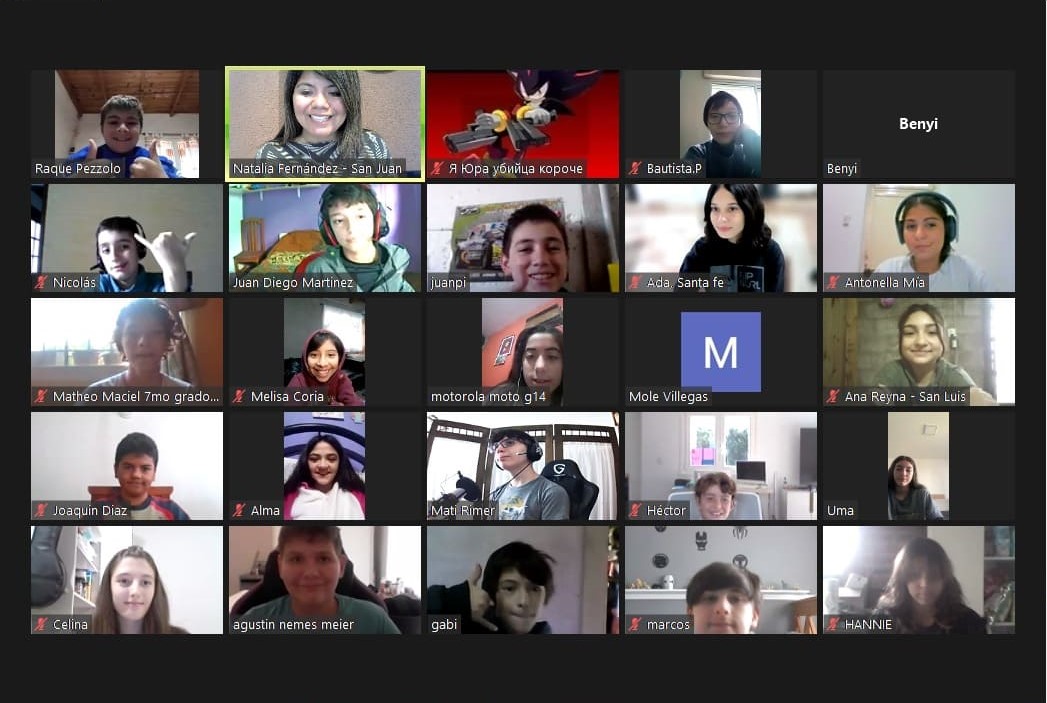 Raque Pezzolo
Natalia Fernández - San Juan
Я Юра убийца короче
Bautista.P
Benyi
Benyi
Nicolás
Juan Diego Martinez
juanpi
Ada, Santa fe
Antonella Mía
Matheo Maciel 7mo grado...
Melisa Coria
motorola moto g14
M
Mole Villegas
Ana Reyna - San Luis
Joaquin Diaz
Alma
Mati Rimer
Héctor
Uma
Celina
agustin nemes meier
gabi
marcos
HANNIE